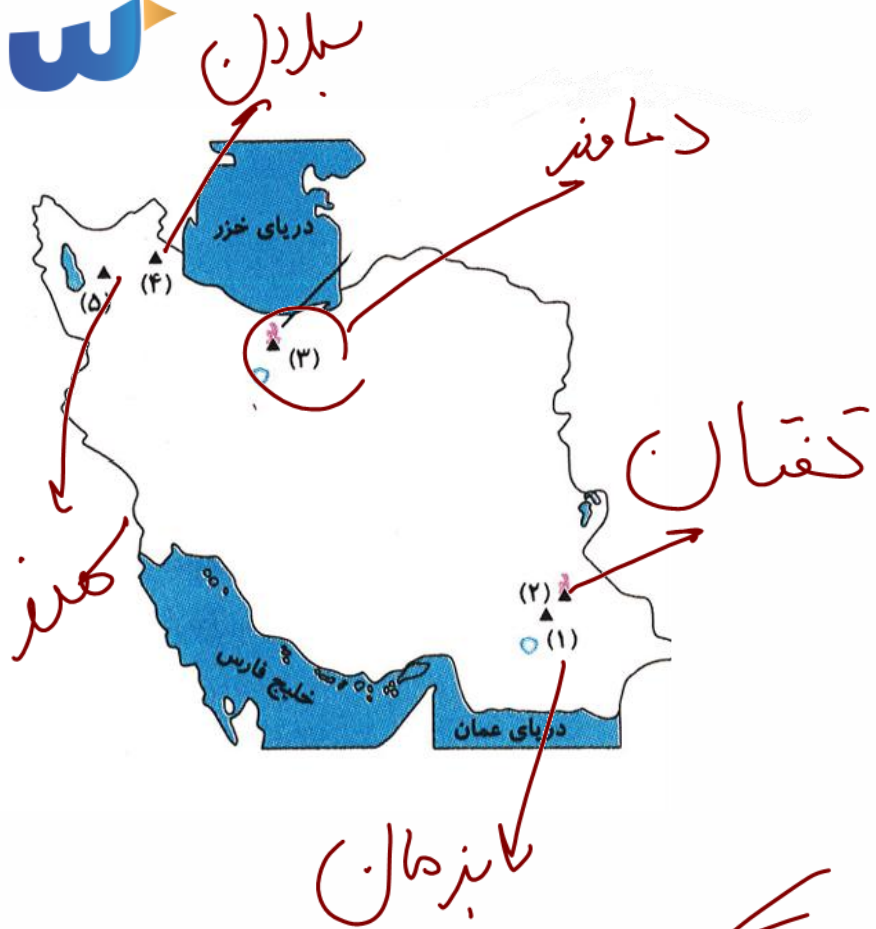 سبلان
دماوند
دریای خزر
(۴)
(۵)
(۳)
تفتان
سهند
(۲)
(۱)
خلیج فارس
دریای عمان
بزمان